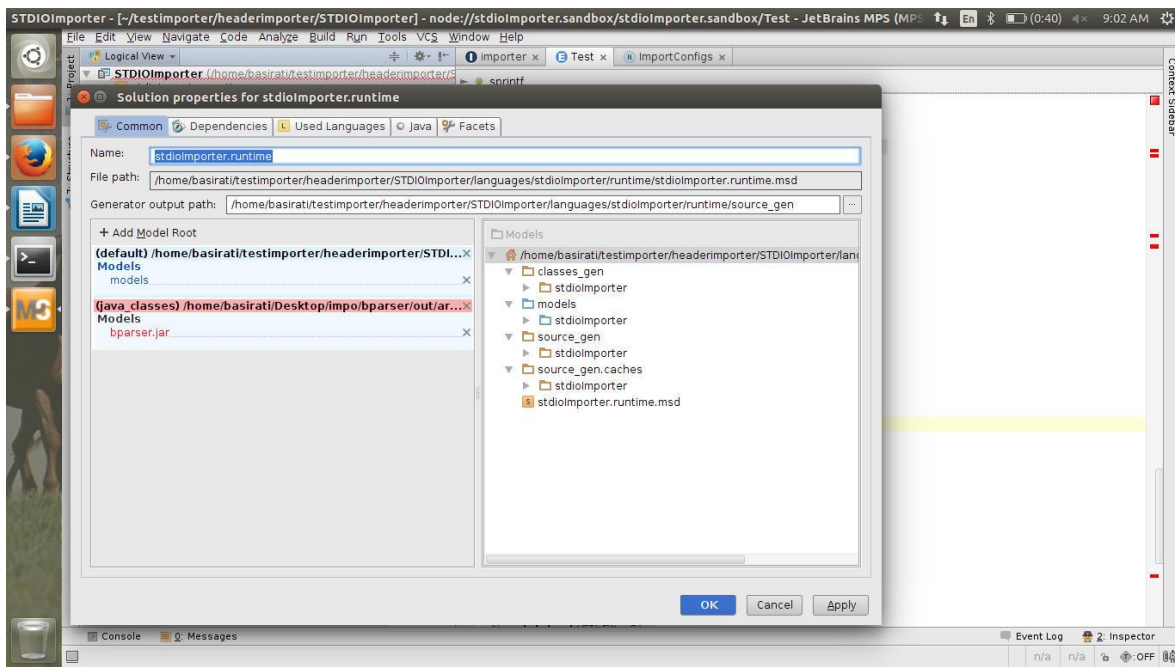 STDIOImporter - [~/testimporter/headerimporter/STDIOImporter] - node://stdioImporter.sandbox/stdioImporter.sandbox/Test - JetBrains MPS (MPS En (0:40) 9:02 AM
File Edit View Navigate Code Analyze Build Run Tools VCS Window Help
Logical View importer Test ImportConfigs
STDIOImporter (/home/basirati/testimporter/headerimporter/S
sprintf
Context Sidebar
Project
Solution properties for stdioImporter.runtime
Common Dependencies Used Languages Java Facets
Name: stdioImporter.runtime
File path: /home/basirati/testimporter/headerimporter/STDIOImporter/languages/stdioImporter/runtime/stdioImporter.runtime.msd
Generator output path: /home/basirati/testimporter/headerimporter/STDIOImporter/languages/stdioImporter/runtime/source_gen ...
+ Add Model Root
(default) /home/basirati/testimporter/headerimporter/STDI...
Models
models
(java_classes) /home/basirati/Desktop/impo/bparser/out/ar...
Models
bparser.jar
Models
/home/basirati/testimporter/headerimporter/STDIOImporter/lan
classes_gen
stdioImporter
models
stdioImporter
source_gen
stdioImporter
source_gen.caches
stdioImporter
stdioImporter.runtime.msd
OK Cancel Apply
Console 0: Messages Event Log 2: Inspector
n/a n/a :OFF